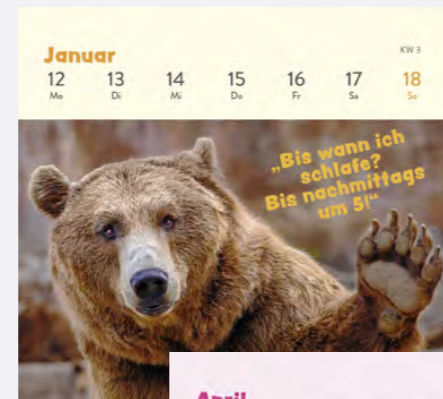 Januar
KW 3
12 13 14 15 16 17 18
Mo Di Mi Do Fr Sa So
„Bis wann ich
schlafe?
Bis nachmittags
um 5!“
April